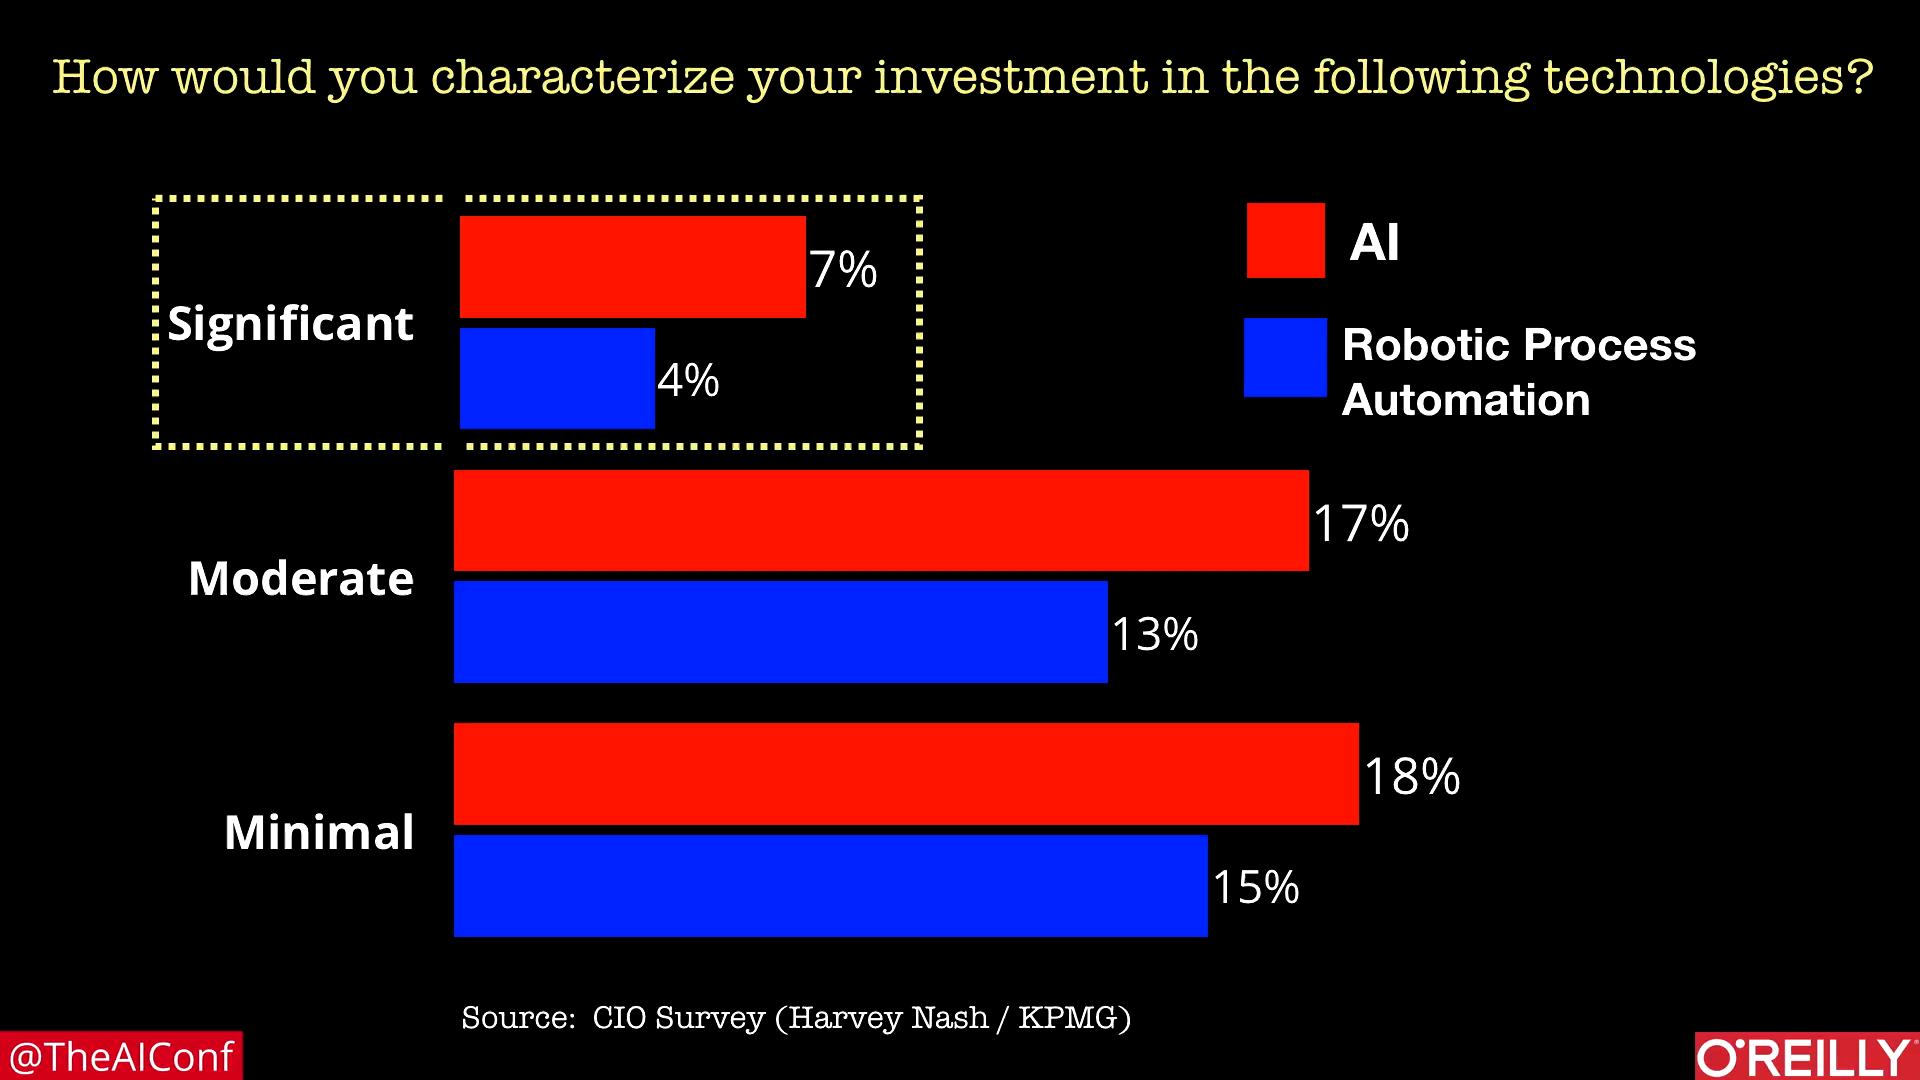 How would you characterize your investment in the following technologies?
Significant
7%
4%
AI
Robotic Process
Automation
Moderate
17%
13%
Minimal
18%
15%
Source: CIO Survey (Harvey Nash / KPMG)
@TheAIConf
O'REILLY®